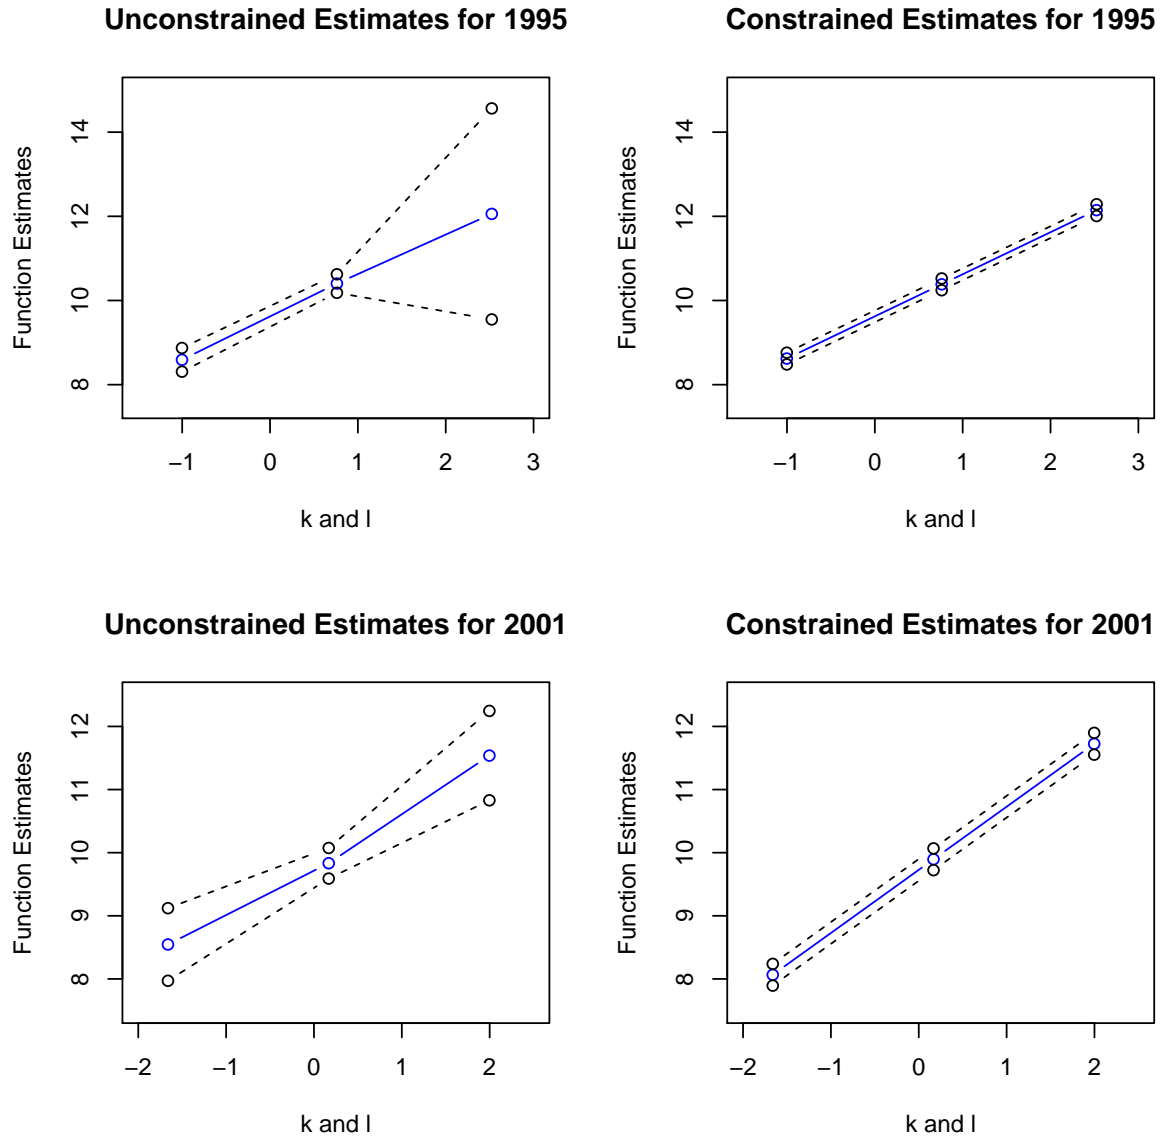 Unconstrained Estimates for 1995
Function Estimates
14
12
10
8
−1 0 1 2 3
k and l
Constrained Estimates for 1995
Function Estimates
14
12
10
8
−1 0 1 2 3
k and l
Unconstrained Estimates for 2001
Function Estimates
12
11
10
9
8
−2 −1 0 1 2
k and l
Constrained Estimates for 2001
Function Estimates
12
11
10
9
8
−2 −1 0 1 2
k and l